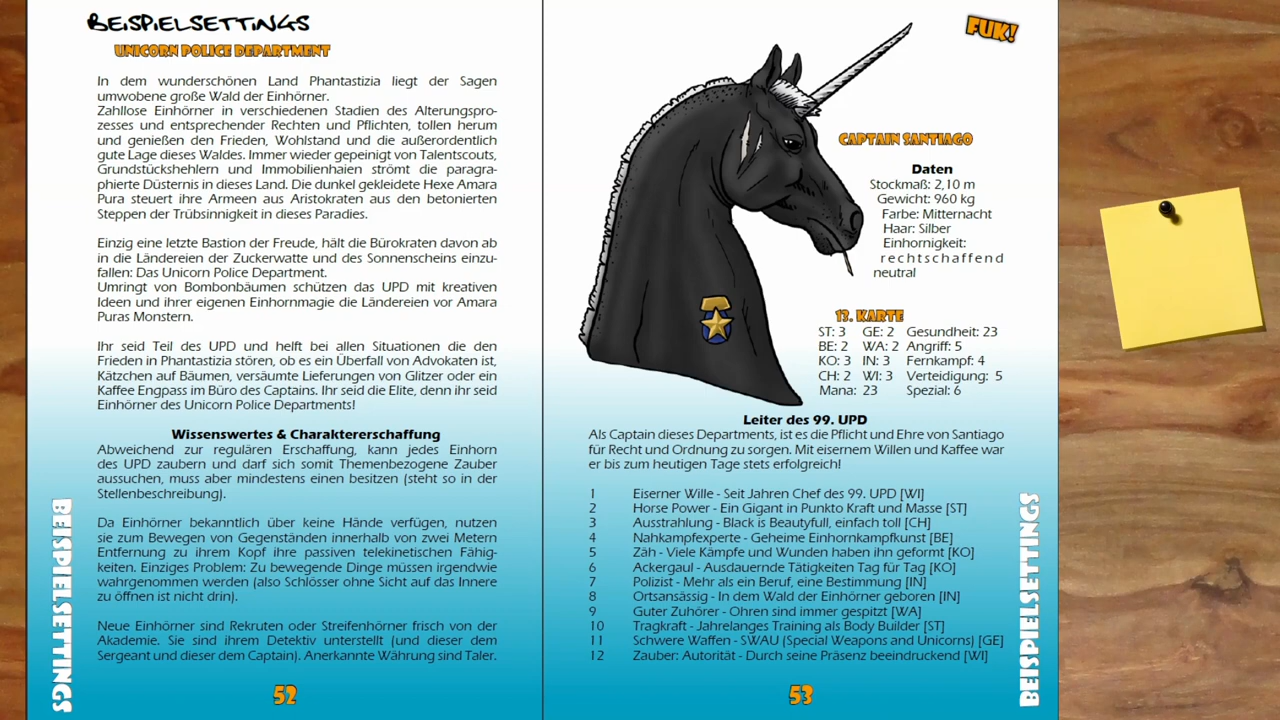 BEISPIELSETTINGS
UNICORN POLICE DEPARTMENT
In dem wunderschönen Land Phantastizia liegt der Sagen
umwobene große Wald der Einhörner.
Zahllose Einhörner in verschiedenen Stadien des Alterungspro-
zesses und entsprechender Rechten und Pflichten, tollen herum
und genießen den Frieden, Wohlstand und die außerordentlich
gute Lage dieses Waldes. Immer wieder gepeinigt von Talentscouts,
Grundstückshehlern und Immobilienhaien strömt die paragra-
phierte Düsternis in dieses Land. Die dunkel gekleidete Hexe Amara
Pura steuert ihre Armeen aus Aristokraten aus den betonierten
Steppen der Trübsinnigkeit in dieses Paradies.
Einzig eine letzte Bastion der Freude, hält die Bürokraten davon ab
in die Ländereien der Zuckerwatte und des Sonnenscheins einzu-
fallen: Das Unicorn Police Department.
Umringt von Bombonbäumen schützen das UPD mit kreativen
Ideen und ihrer eigenen Einhornmagie die Ländereien vor Amara
Puras Monstern.
Ihr seid Teil des UPD und helft bei allen Situationen die den
Frieden in Phantastizia stören, ob es ein Überfall von Advokaten ist,
Kätzchen auf Bäumen, versäumte Lieferungen von Glitzer oder ein
Kaffee Engpass im Büro des Captains. Ihr seid die Elite, denn ihr seid
Einhörner des Unicorn Police Departments!
Wissenswertes & Charaktererschaffung
Abweichend zur regulären Erschaffung, kann jedes Einhorn
des UPD zaubern und darf sich somit Themenbezogene Zauber
aussuchen, muss aber mindestens einen besitzen (steht so in der
Stellenbeschreibung).
Da Einhörner bekanntlich über keine Hände verfügen, nutzen
sie zum Bewegen von Gegenständen innerhalb von zwei Metern
Entfernung zu ihrem Kopf ihre passiven telekinetischen Fähig-
keiten. Einziges Problem: Zu bewegende Dinge müssen irgendwie
wahrgenommen werden (also Schlösser ohne Sicht auf das Innere
zu öffnen ist nicht drin).
Neue Einhörner sind Rekruten oder Streifenhörner frisch von der
Akademie. Sie sind ihrem Detektiv unterstellt (und dieser dem
Sergeant und dieser dem Captain). Anerkannte Währung sind Taler.
BEISPIELSETTINGS
52
FUK!
CAPTAIN SANTIAGO
Daten
Stockmaß: 2,10 m
Gewicht: 960 kg
Farbe: Mitternacht
Haar: Silber
Einhornigkeit:
rechtschaffend
neutral
13. KARTE
ST: 3 GE: 2 Gesundheit: 23
BE: 2 WA: 2 Angriff: 5
KO: 3 IN: 3 Fernkampf: 4
CH: 2 WI: 3 Verteidigung: 5
Mana: 23 Spezial: 6
Leiter des 99. UPD
Als Captain dieses Departments, ist es die Pflicht und Ehre von Santiago
für Recht und Ordnung zu sorgen. Mit eisernem Willen und Kaffee war
er bis zum heutigen Tage stets erfolgreich!
1 Eiserner Wille - Seit Jahren Chef des 99. UPD [WI]
2 Horse Power - Ein Gigant in Punkto Kraft und Masse [ST]
3 Ausstrahlung - Black is Beautyfull, einfach toll [CH]
4 Nahkampfexperte - Geheime Einhornkampfkunst [BE]
5 Zäh - Viele Kämpfe und Wunden haben ihn geformt [KO]
6 Ackergaul - Ausdauernde Tätigkeiten Tag für Tag [KO]
7 Polizist - Mehr als ein Beruf, eine Bestimmung [IN]
8 Ortsansässig - In dem Wald der Einhörner geboren [IN]
9 Guter Zuhörer - Ohren sind immer gespitzt [WA]
10 Tragkraft - Jahrelanges Training als Body Builder [ST]
11 Schwere Waffen - SWAU (Special Weapons and Unicorns) [GE]
12 Zauber: Autorität - Durch seine Präsenz beeindruckend [WI]
BEISPIELSETTINGS
53